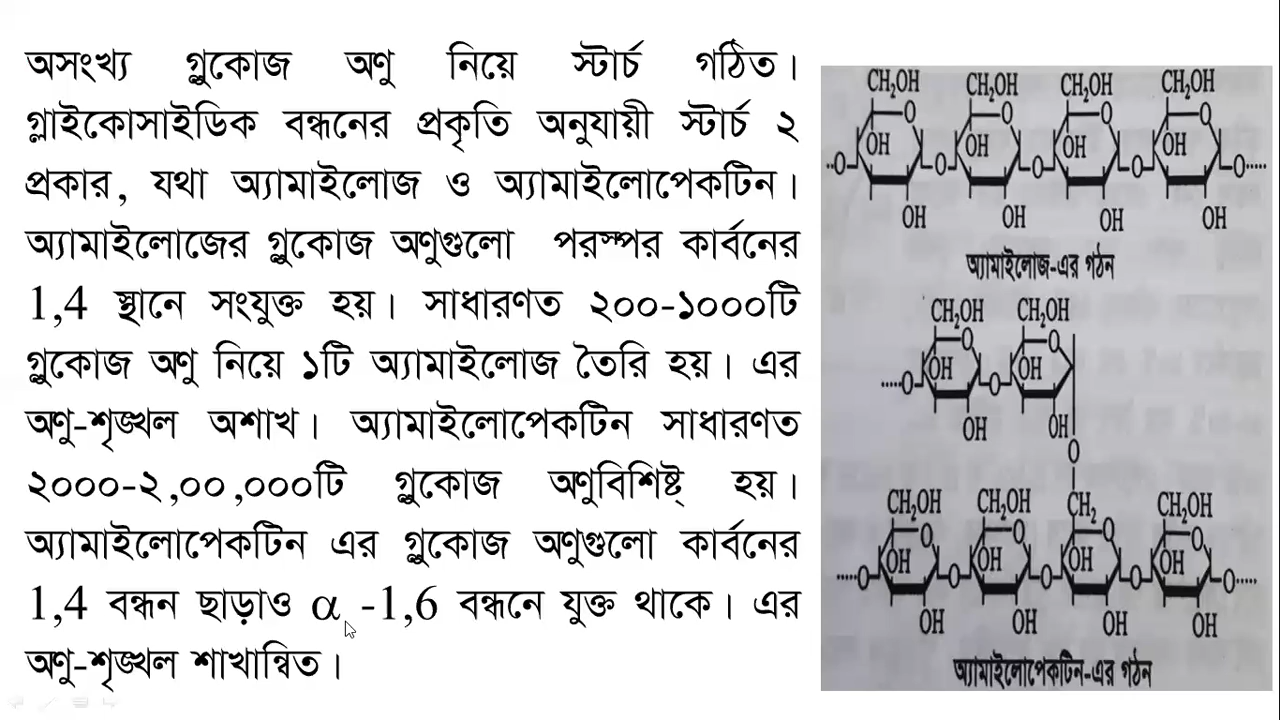 অসংখ্য গ্লুকোজ অণু নিয়ে স্টার্চ গঠিত।
গ্লাইকোসাইডিক বন্ধনের প্রকৃতি অনুযায়ী স্টার্চ ২
প্রকার, যথা অ্যামাইলোজ ও অ্যামাইলোপেকটিন।
অ্যামাইলোজের গ্লুকোজ অণুগুলো পরস্পর কার্বনের
1,4 স্থানে সংযুক্ত হয়। সাধারণত ২০০-১০০০টি
গ্লুকোজ অণু নিয়ে ১টি অ্যামাইলোজ তৈরি হয়। এর
অণু-শৃঙ্খল অশাখ। অ্যামাইলোপেকটিন সাধারণত
২০০০-২,০০,০০০টি গ্লুকোজ অণুবিশিষ্ট্ হয়।
অ্যামাইলোপেকটিন এর গ্লুকোজ অণুগুলো কার্বনের
1,4 বন্ধন ছাড়াও α -1,6 বন্ধনে যুক্ত থাকে। এর
অণু-শৃঙ্খল শাখান্বিত।
CH₂OH CH₂OH CH₂OH CH₂OH
O O O O
OH OH OH OH
O O O O O
OH OH OH OH
অ্যামাইলোজ-এর গঠন
CH₂OH CH₂OH
O O
OH OH
O O
OH OH
O
CH₂OH CH₂OH CH₂ CH₂OH
O O O O
OH OH OH OH
O O O O O
OH OH OH OH
অ্যামাইলোপেকটিন-এর গঠন